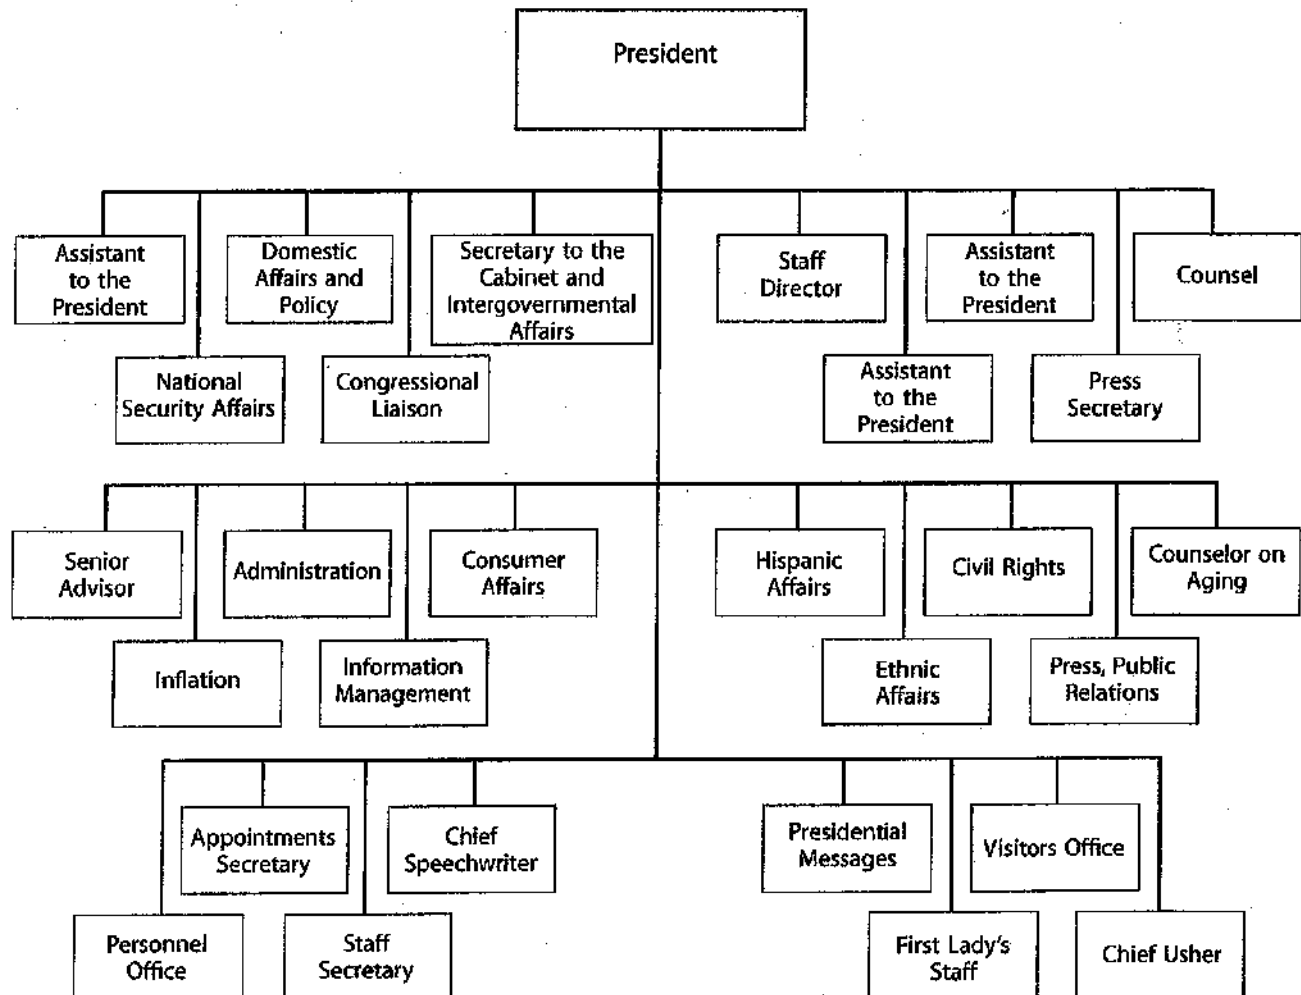 President
Assistant
to the
President
Domestic
Affairs and
Policy
Secretary to the
Cabinet and
Intergovernmental
Affairs
Staff
Director
Assistant
to the
President
Counsel
National
Security Affairs
Congressional
Liaison
Assistant
to the
President
Press
Secretary
Senior
Advisor
Administration
Consumer
Affairs
Hispanic
Affairs
Civil Rights
Counselor on
Aging
Inflation
Information
Management
Ethnic
Affairs
Press, Public
Relations
Appointments
Secretary
Chief
Speechwriter
Presidential
Messages
Visitors Office
Personnel
Office
Staff
Secretary
First Lady's
Staff
Chief Usher